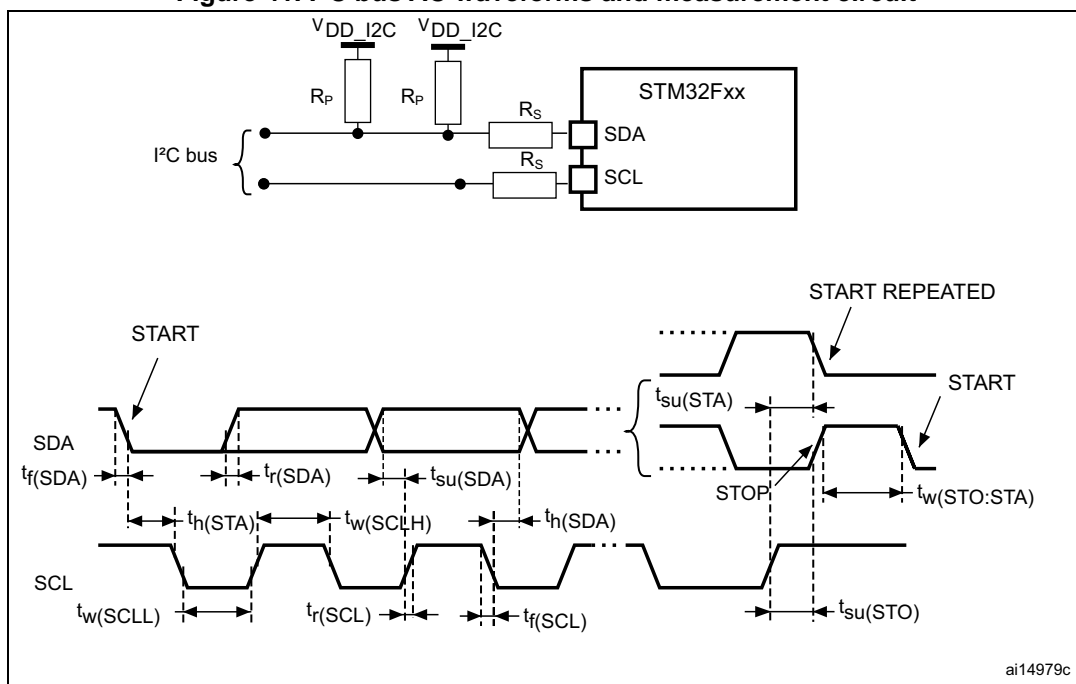 VDD_I2C VDD_I2C
STM32Fxx
RP RP RS
SDA
I²C bus
RS
SCL
START REPEATED
START
START
tsu(STA)
SDA
tf(SDA) tr(SDA) tsu(SDA)
STOP tw(STO:STA)
th(STA) tw(SCLH) th(SDA)
SCL
tw(SCLL) tr(SCL) tf(SCL) tsu(STO)
ai14979c